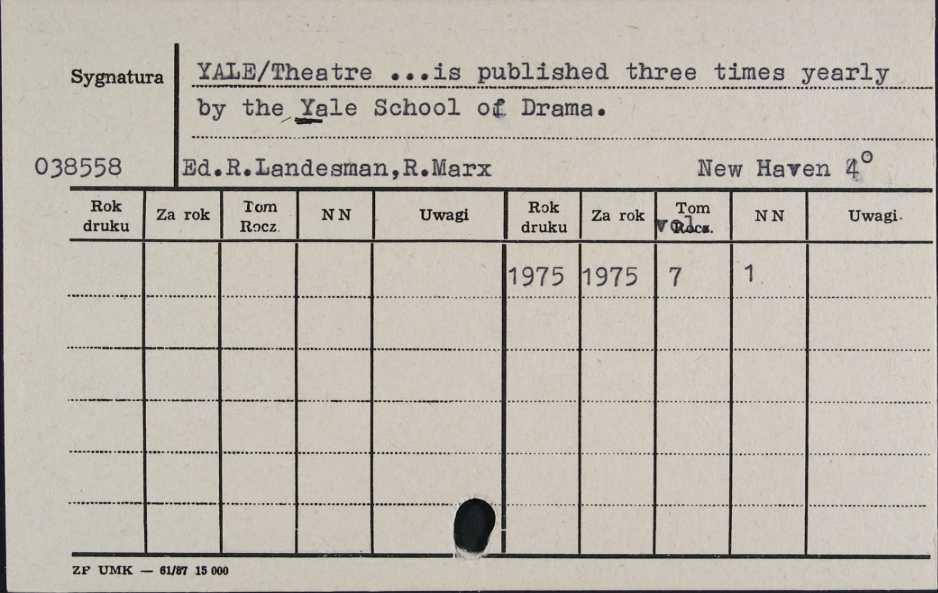 Sygnatura
YALE/Theatre ...is published three times yearly
by the Yale School of Drama.
038558 Ed.R.Landesman,R.Marx New Haven 4°
Rok druku Za rok Tom Rocz. NN Uwagi Rok druku Za rok Tom Rocz. vol. NN Uwagi
1975 1975 7 1
ZP UMK — 61/87 15 000